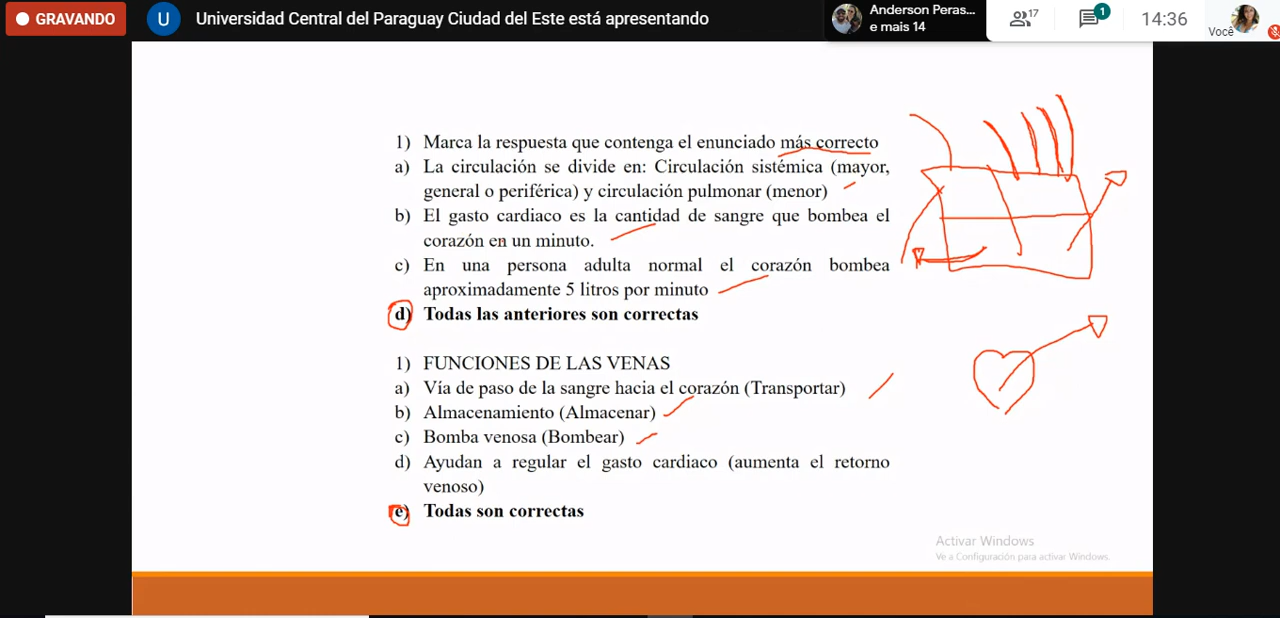 GRAVANDO
U
Universidad Central del Paraguay Ciudad del Este está apresentando
Anderson Peras...
e mais 14
17
1
14:36
Você
1) Marca la respuesta que contenga el enunciado más correcto
a) La circulación se divide en: Circulación sistémica (mayor,
general o periférica) y circulación pulmonar (menor)
b) El gasto cardiaco es la cantidad de sangre que bombea el
corazón en un minuto.
c) En una persona adulta normal el corazón bombea
aproximadamente 5 litros por minuto
d) Todas las anteriores son correctas
1) FUNCIONES DE LAS VENAS
a) Vía de paso de la sangre hacia el corazón (Transportar)
b) Almacenamiento (Almacenar)
c) Bomba venosa (Bombear)
d) Ayudan a regular el gasto cardiaco (aumenta el retorno
venoso)
e) Todas son correctas
Activar Windows
Ve a Configuración para activar Windows.